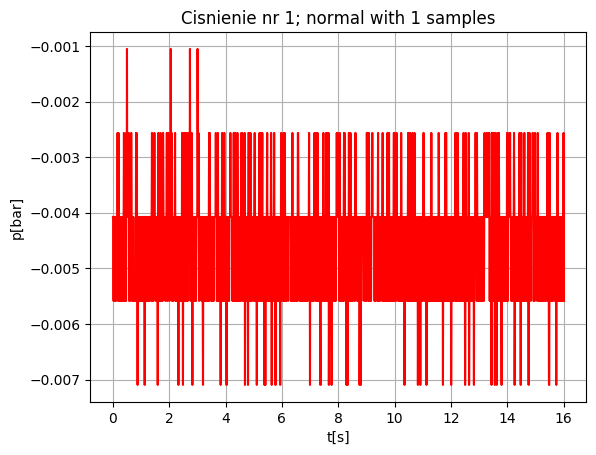 Cisnienie nr 1; normal with 1 samples
−0.001
−0.002
−0.003
−0.004
−0.005
−0.006
−0.007
p[bar]
0 2 4 6 8 10 12 14 16
t[s]